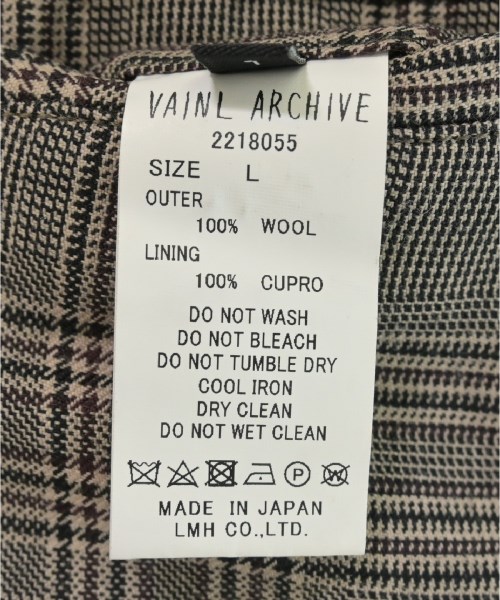 VAINL ARCHIVE
2218055
SIZE L
OUTER
100% WOOL
LINING
100% CUPRO
DO NOT WASH
DO NOT BLEACH
DO NOT TUMBLE DRY
COOL IRON
DRY CLEAN
DO NOT WET CLEAN
P W
MADE IN JAPAN
LMH CO.,LTD.